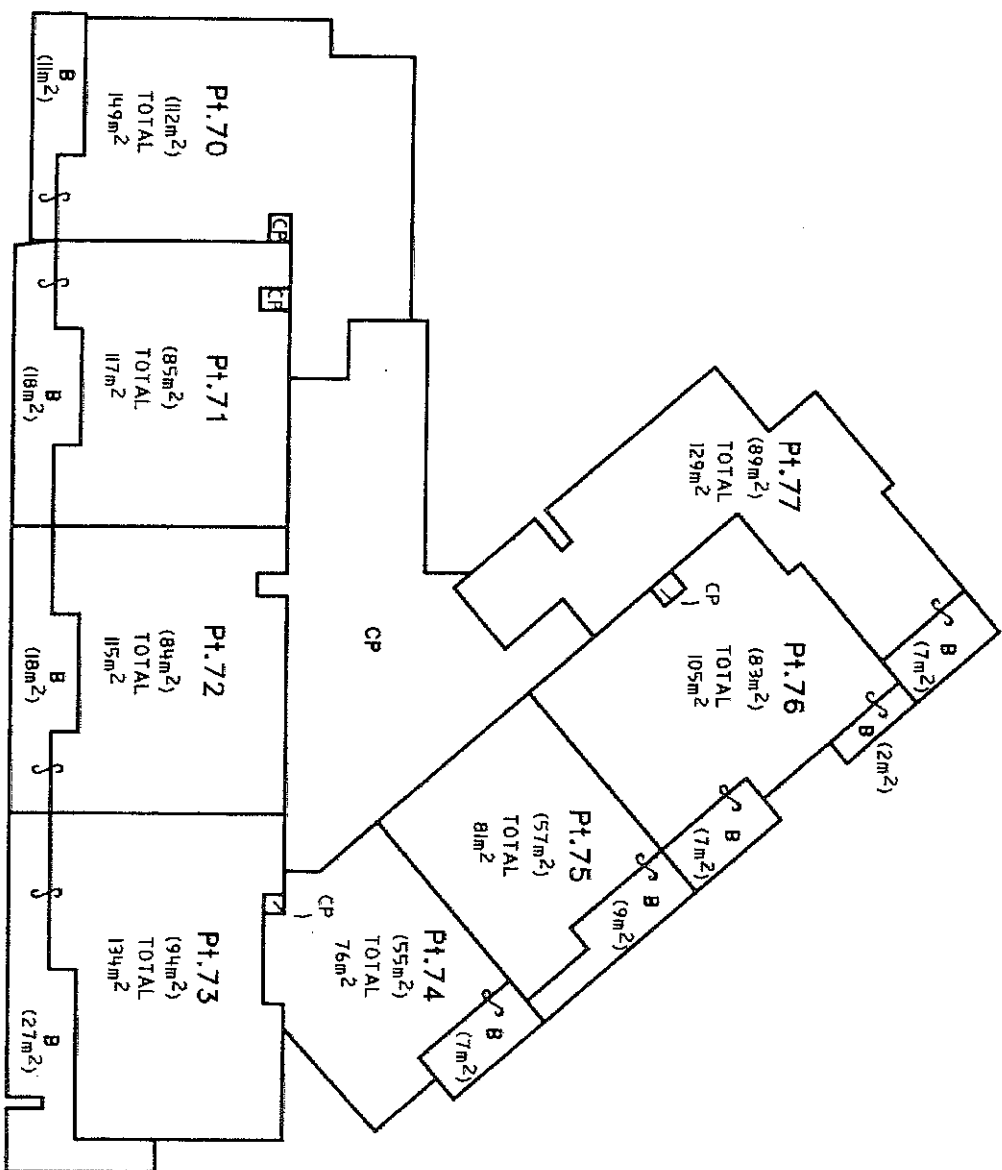 Pt.70
(112m²)
TOTAL
149m²
B
(11m²)
CP
Pt.71
(85m²)
TOTAL
117m²
B
(18m²)
CP
Pt.72
(84m²)
TOTAL
115m²
B
(18m²)
CP
Pt.73
(94m²)
TOTAL
134m²
B
(27m²)
CP
Pt.74
(55m²)
TOTAL
76m²
B
(7m²)
Pt.75
(57m²)
TOTAL
81m²
B
(9m²)
Pt.76
(83m²)
TOTAL
105m²
B
(7m²)
B
(2m²)
CP
Pt.77
(89m²)
TOTAL
129m²
B
(7m²)